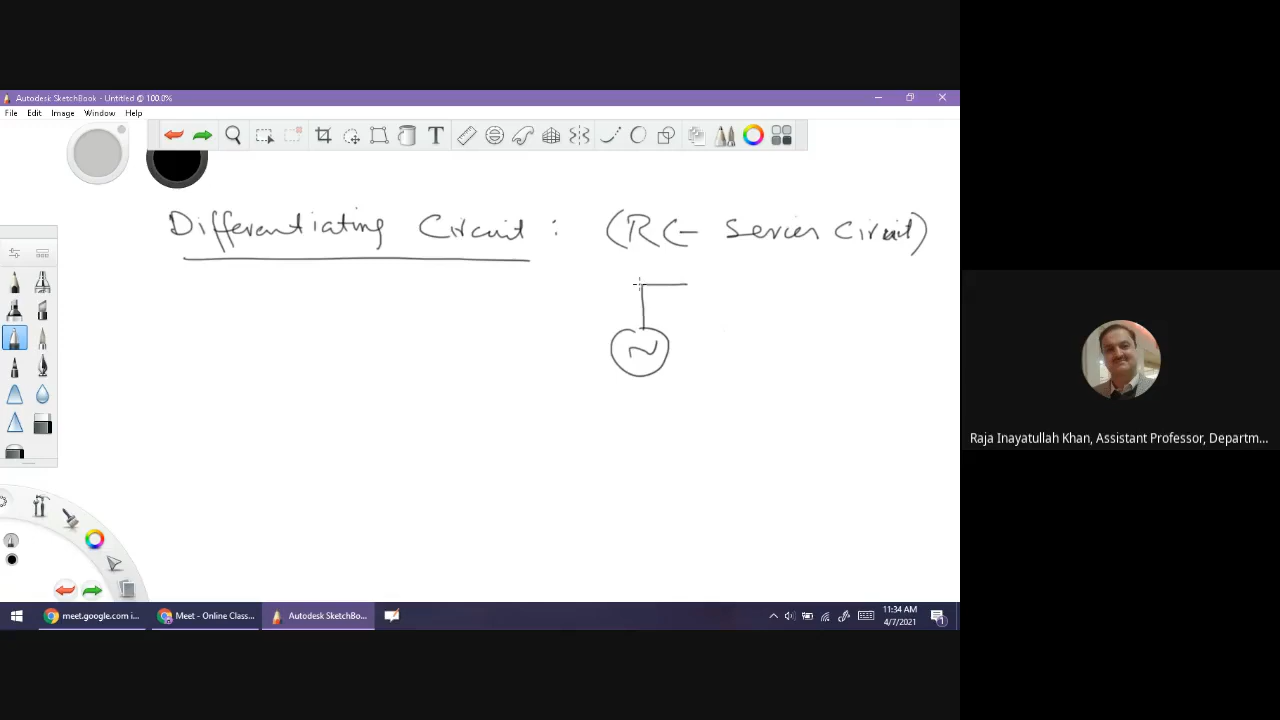 Autodesk SketchBook - Untitled @ 100.0%
File Edit Image Window Help
T
Differentiating Circuit : (RC- Series Circuit)
Raja Inayatullah Khan, Assistant Professor, Departm...
meet.google.com i... Meet - Online Class... Autodesk SketchBo... 11:34 AM
4/7/2021
1